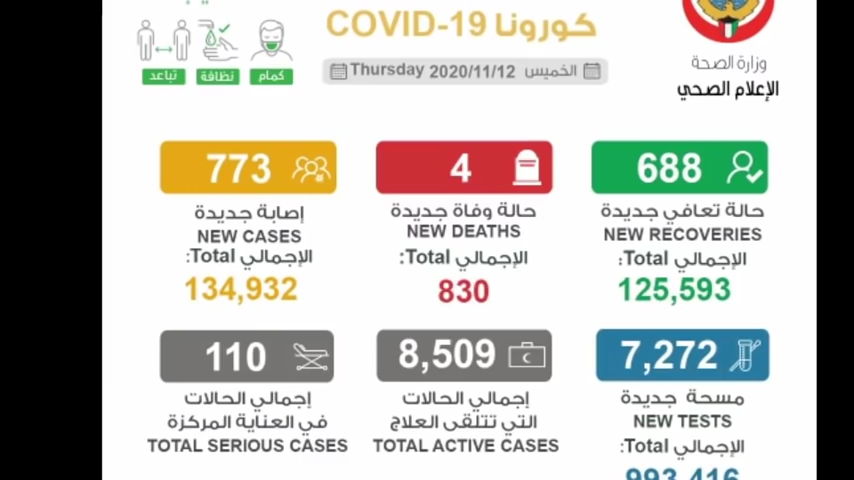 كورونا COVID-19
الخميس Thursday 2020/11/12
وزارة الصحة
الإعلام الصحي
تباعد
نظافة
كمام
773
إصابة جديدة
NEW CASES
الإجمالي Total:
134,932
4
حالة وفاة جديدة
NEW DEATHS
الإجمالي Total:
830
688
حالة تعافي جديدة
NEW RECOVERIES
الإجمالي Total:
125,593
110
إجمالي الحالات
في العناية المركزة
TOTAL SERIOUS CASES
8,509
إجمالي الحالات
التي تتلقى العلاج
TOTAL ACTIVE CASES
7,272
مسحة جديدة
NEW TESTS
الإجمالي Total:
993,416